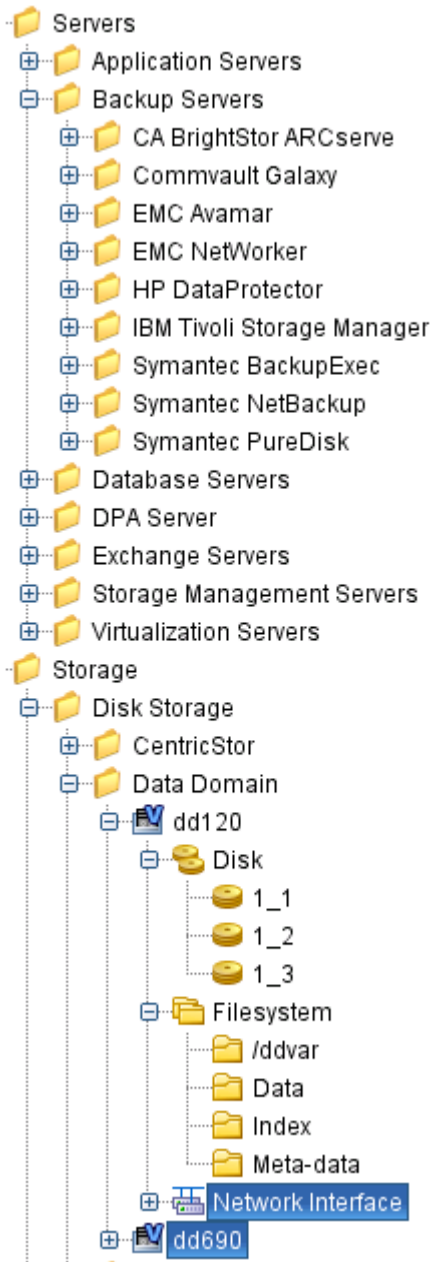 Servers
Application Servers
Backup Servers
CA BrightStor ARCserve
Commvault Galaxy
EMC Avamar
EMC NetWorker
HP DataProtector
IBM Tivoli Storage Manager
Symantec BackupExec
Symantec NetBackup
Symantec PureDisk
Database Servers
DPA Server
Exchange Servers
Storage Management Servers
Virtualization Servers
Storage
Disk Storage
CentricStor
Data Domain
dd120
Disk
1_1
1_2
1_3
Filesystem
/ddvar
Data
Index
Meta-data
Network Interface
dd690